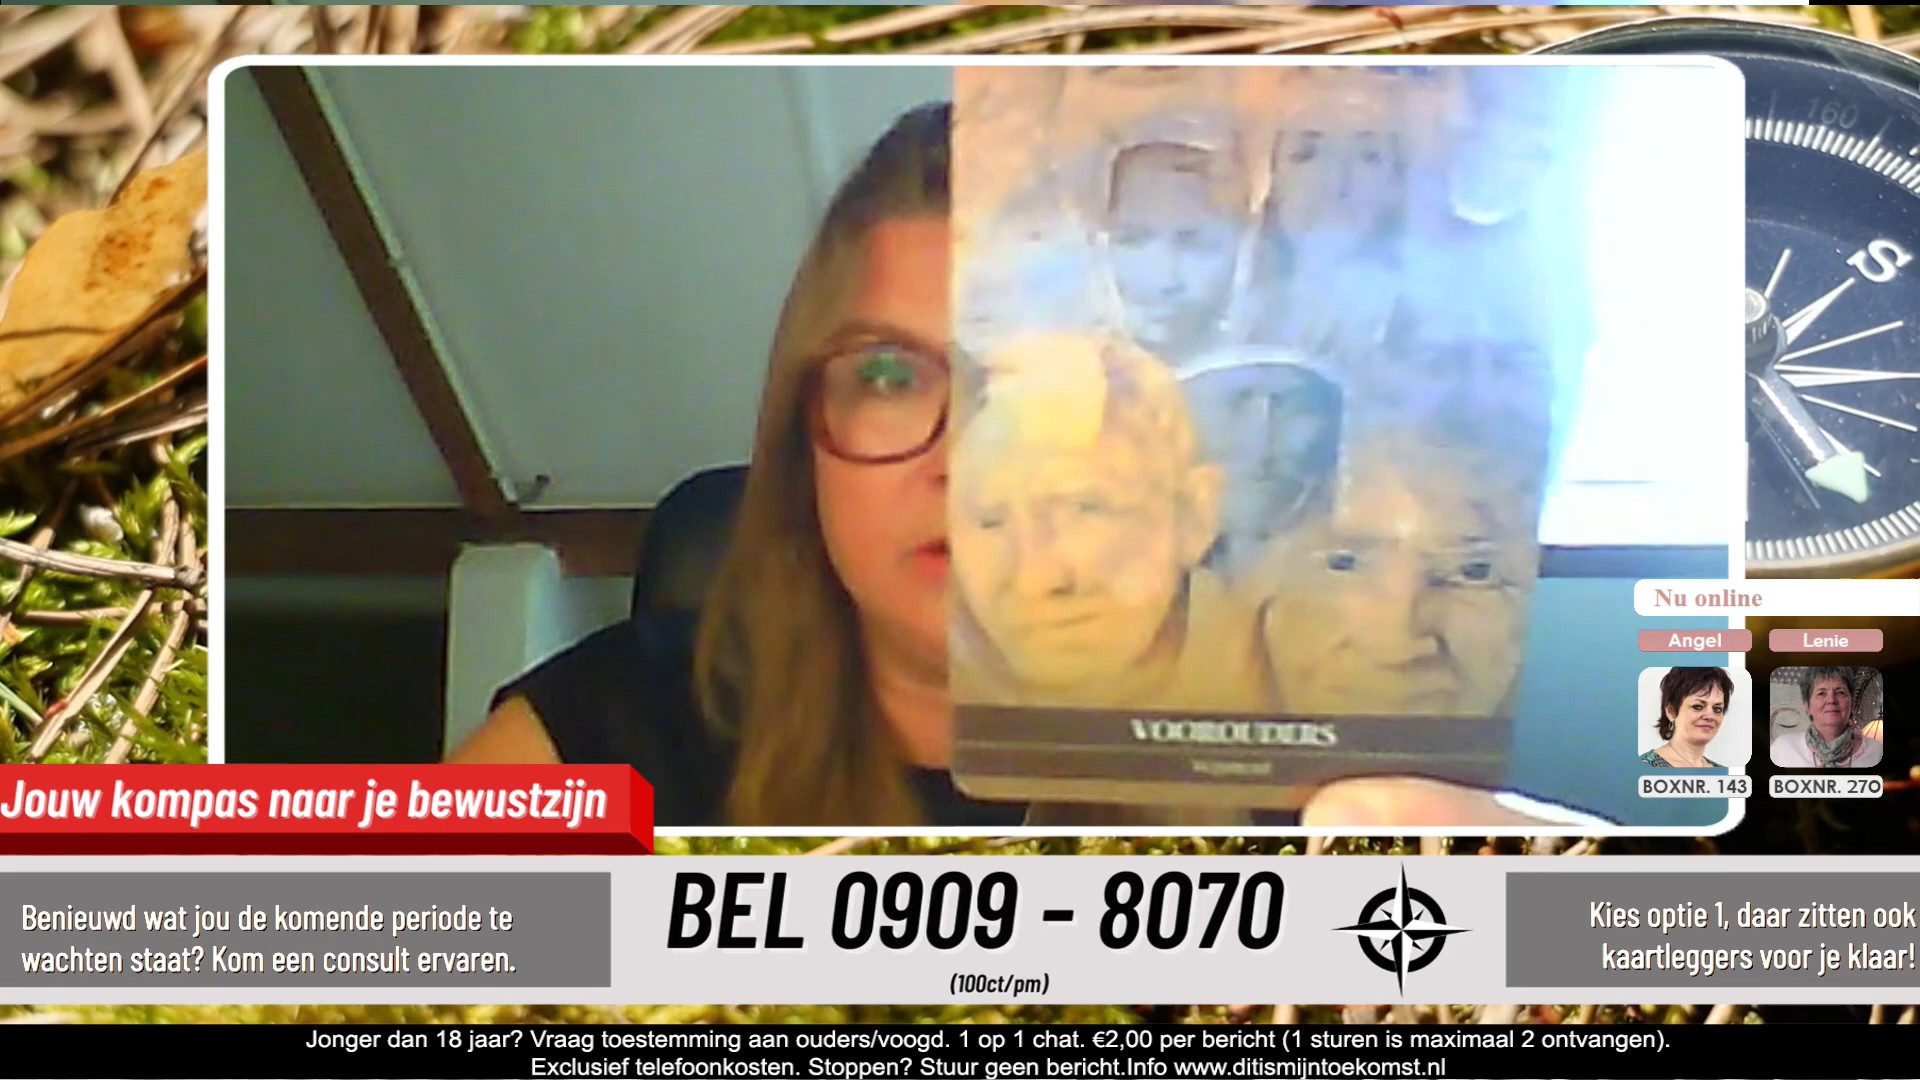 160
S
Nu online
Angel
Lenie
BOXNR. 143
BOXNR. 270
VOOROUDERS
Jouw kompas naar je bewustzijn
Benieuwd wat jou de komende periode te
wachten staat? Kom een consult ervaren.
BEL 0909 - 8070
(100ct/pm)
Kies optie 1, daar zitten ook
kaartleggers voor je klaar!
Jonger dan 18 jaar? Vraag toestemming aan ouders/voogd. 1 op 1 chat. €2,00 per bericht (1 sturen is maximaal 2 ontvangen).
Exclusief telefoonkosten. Stoppen? Stuur geen bericht.Info www.ditismijntoekomst.nl